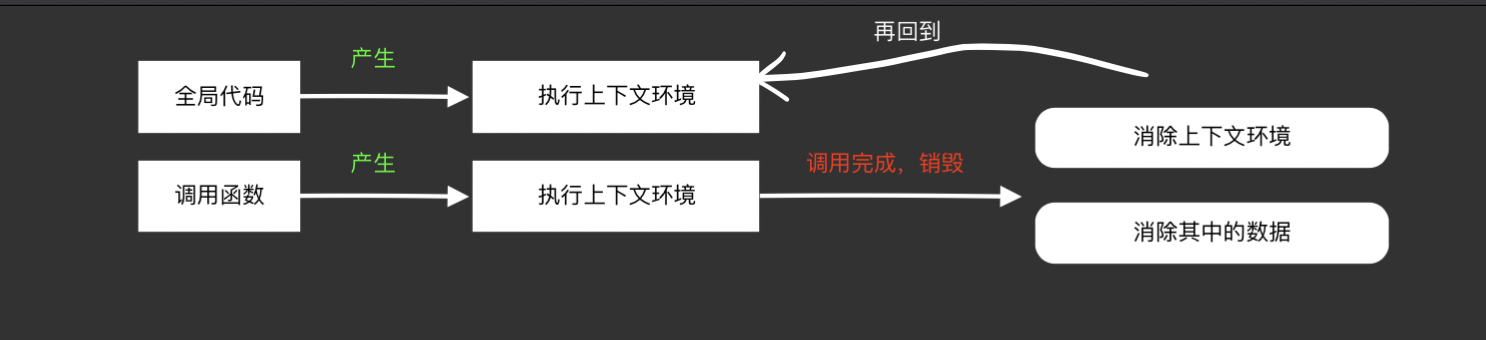 再回到
产生
全局代码
执行上下文环境
消除上下文环境
产生
调用完成，销毁
调用函数
执行上下文环境
消除其中的数据